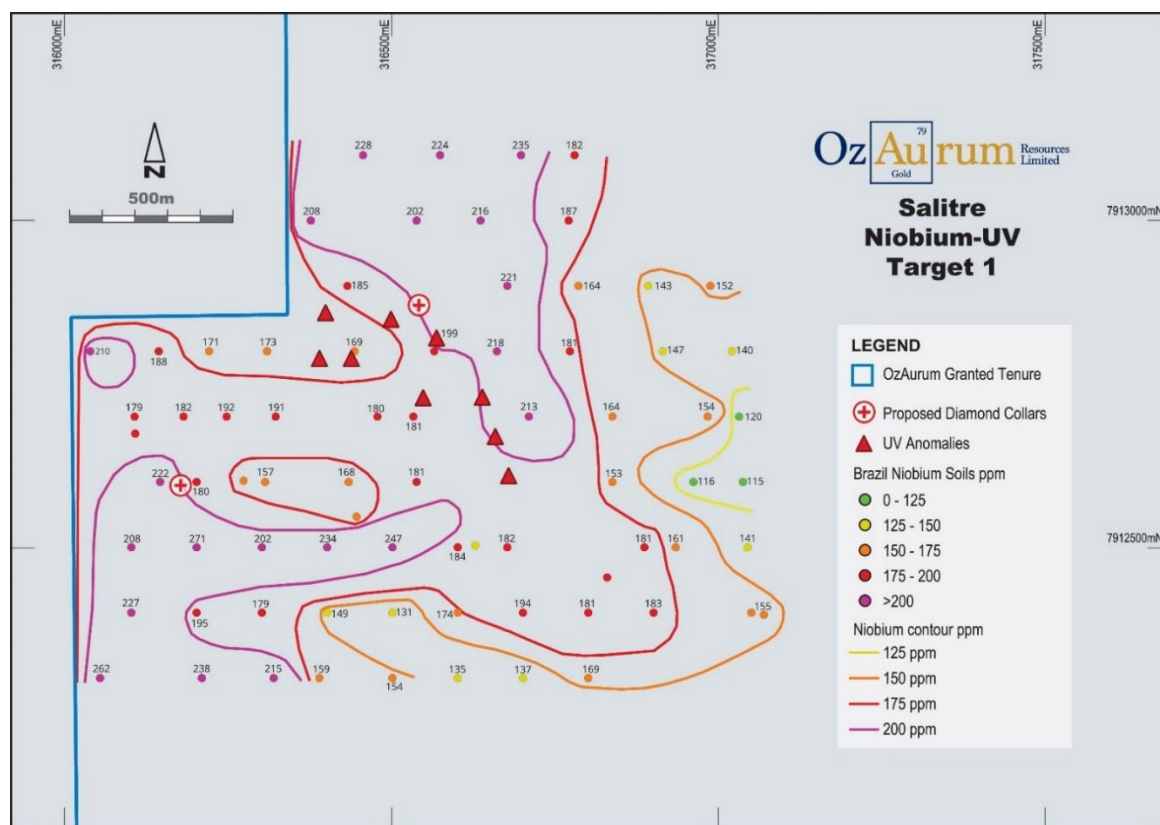 316000mE
316500mE
317000mE
317500mE
N
500m
79
Oz Au rum Resources
Limited
Gold
Salitre
Niobium-UV
Target 1
7913000mN
7912500mN
228 224 235 182
208 202 216 187
185 221 164 143 152
199
210 188 171 173 169 218 181 147 140
179 182 192 191 180 181 213 164 154 120
222 180 157 168 181 153 116 115
208 271 202 234 247 184 182 181 161 141
227 195 179 149 131 174 194 181 183 155
262 238 215 159 154 135 137 169
LEGEND
OzAurum Granted Tenure
Proposed Diamond Collars
UV Anomalies
Brazil Niobium Soils ppm
0 - 125
125 - 150
150 - 175
175 - 200
>200
Niobium contour ppm
125 ppm
150 ppm
175 ppm
200 ppm